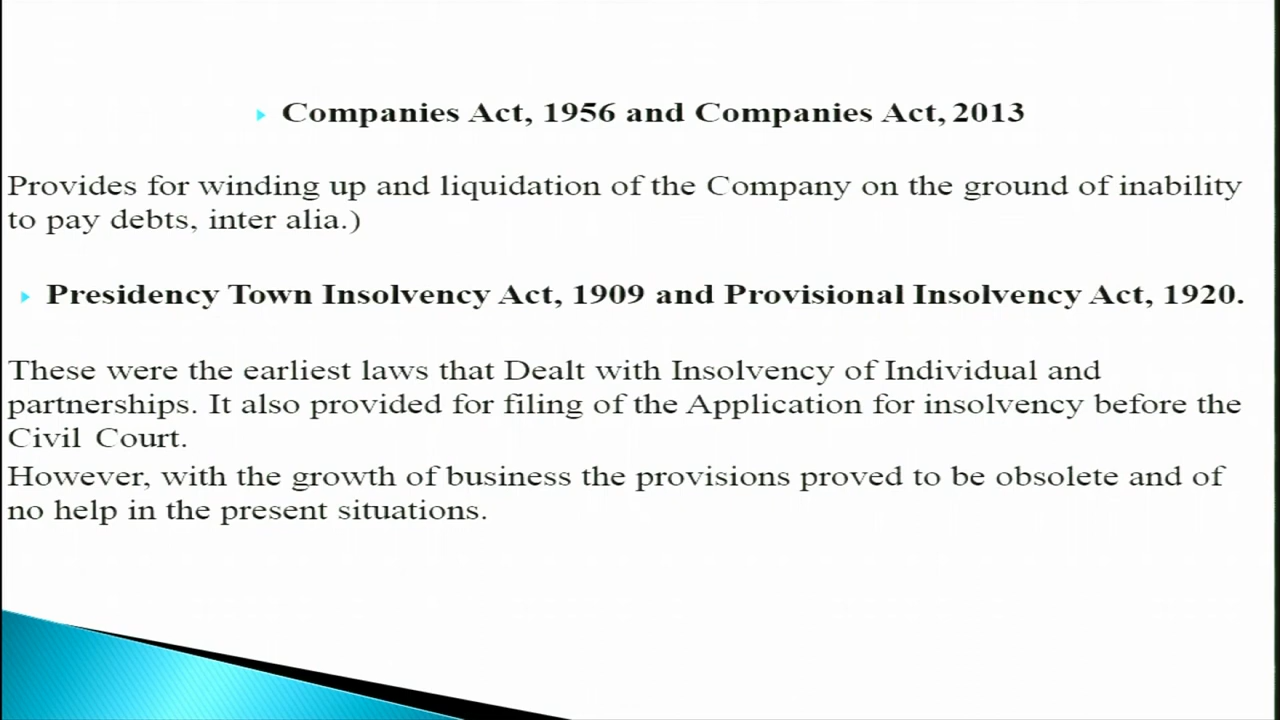 Companies Act, 1956 and Companies Act, 2013
Provides for winding up and liquidation of the Company on the ground of inability
to pay debts, inter alia.)
Presidency Town Insolvency Act, 1909 and Provisional Insolvency Act, 1920.
These were the earliest laws that Dealt with Insolvency of Individual and
partnerships. It also provided for filing of the Application for insolvency before the
Civil Court.
However, with the growth of business the provisions proved to be obsolete and of
no help in the present situations.